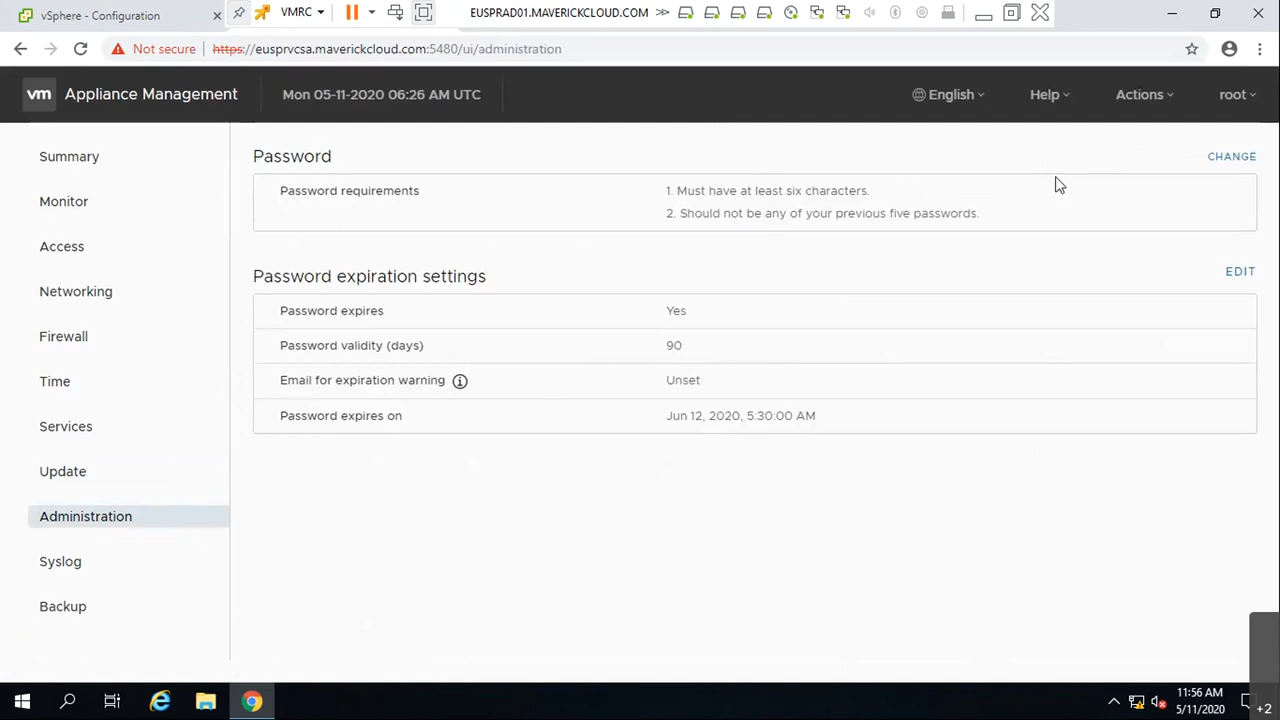 vSphere - Configuration
VMRC
EUSPRAD01.MAVERICKCLOUD.COM
Not secure
https://eusprvcsa.maverickcloud.com:5480/ui/administration
vm
Appliance Management
Mon 05-11-2020 06:26 AM UTC
English
Help
Actions
root
Summary
Monitor
Access
Networking
Firewall
Time
Services
Update
Administration
Syslog
Backup
Password
CHANGE
Password requirements
1. Must have at least six characters.
2. Should not be any of your previous five passwords.
Password expiration settings
EDIT
Password expires
Yes
Password validity (days)
90
Email for expiration warning
Unset
Password expires on
Jun 12, 2020, 5:30:00 AM
11:56 AM
5/11/2020
+2